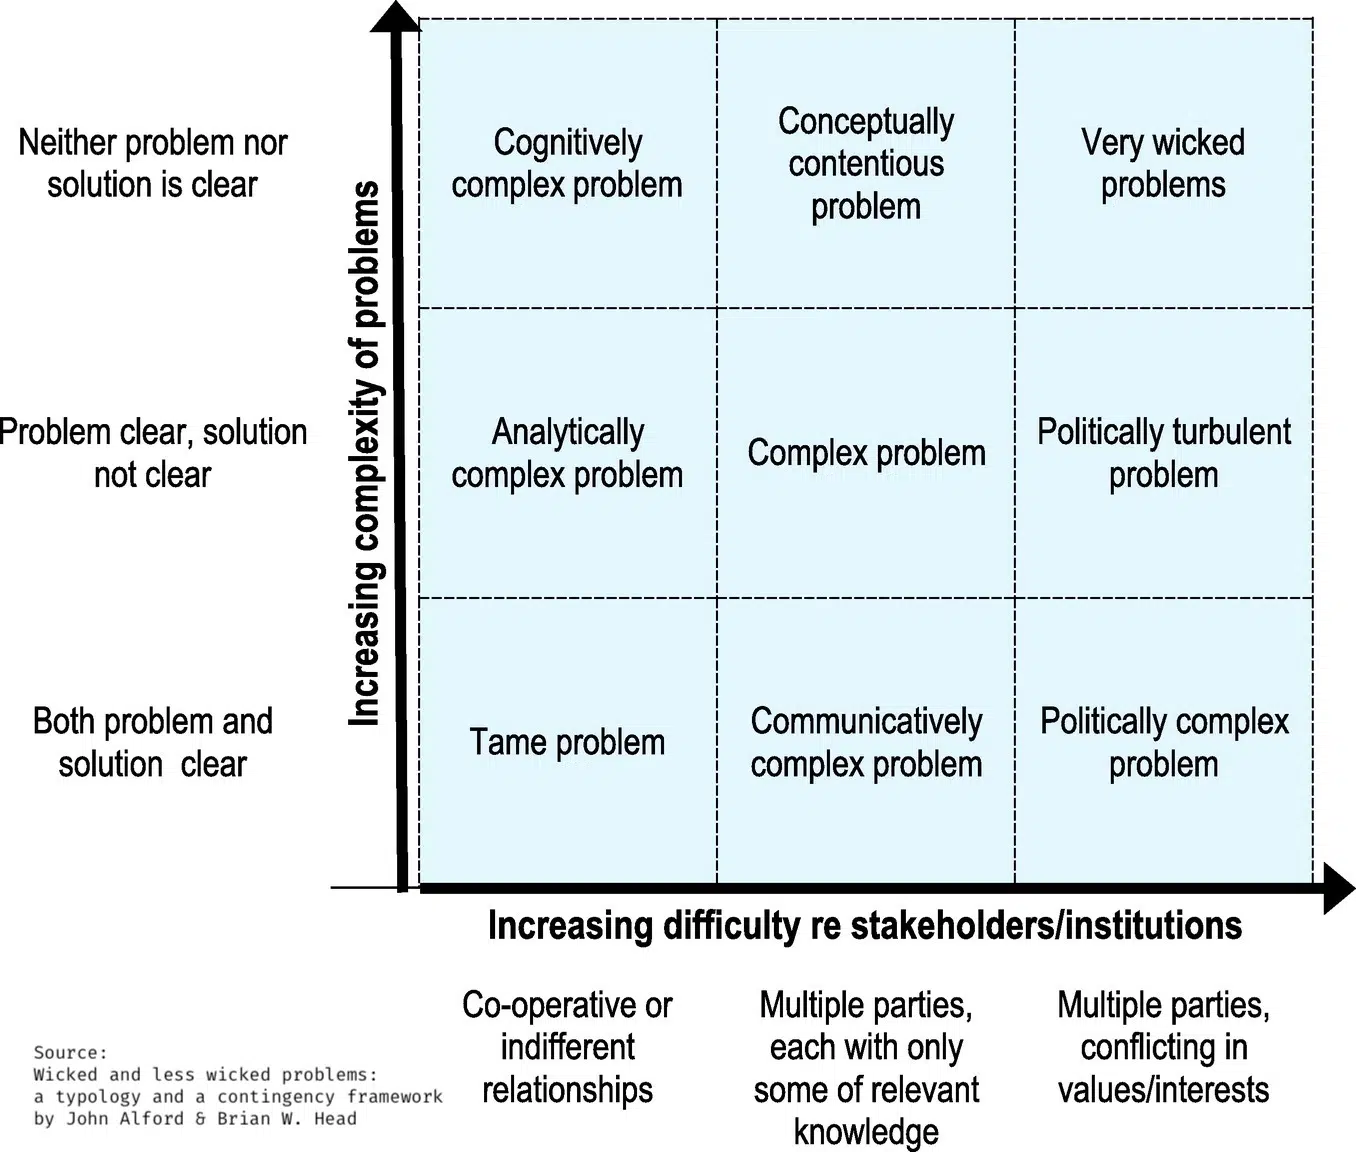 Neither problem nor
solution is clear
Cognitively
complex problem
Conceptually
contentious
problem
Very wicked
problems
Increasing complexity of problems
Problem clear, solution
not clear
Analytically
complex problem
Complex problem
Politically turbulent
problem
Both problem and
solution  clear
Tame problem
Communicatively
complex problem
Politically complex
problem
Increasing difficulty re stakeholders/institutions
Co-operative or
indifferent
relationships
Multiple parties,
each with only
some of relevant
knowledge
Multiple parties,
conflicting in
values/interests
Source:
Wicked and less wicked problems:
a typology and a contingency framework
by John Alford & Brian W. Head